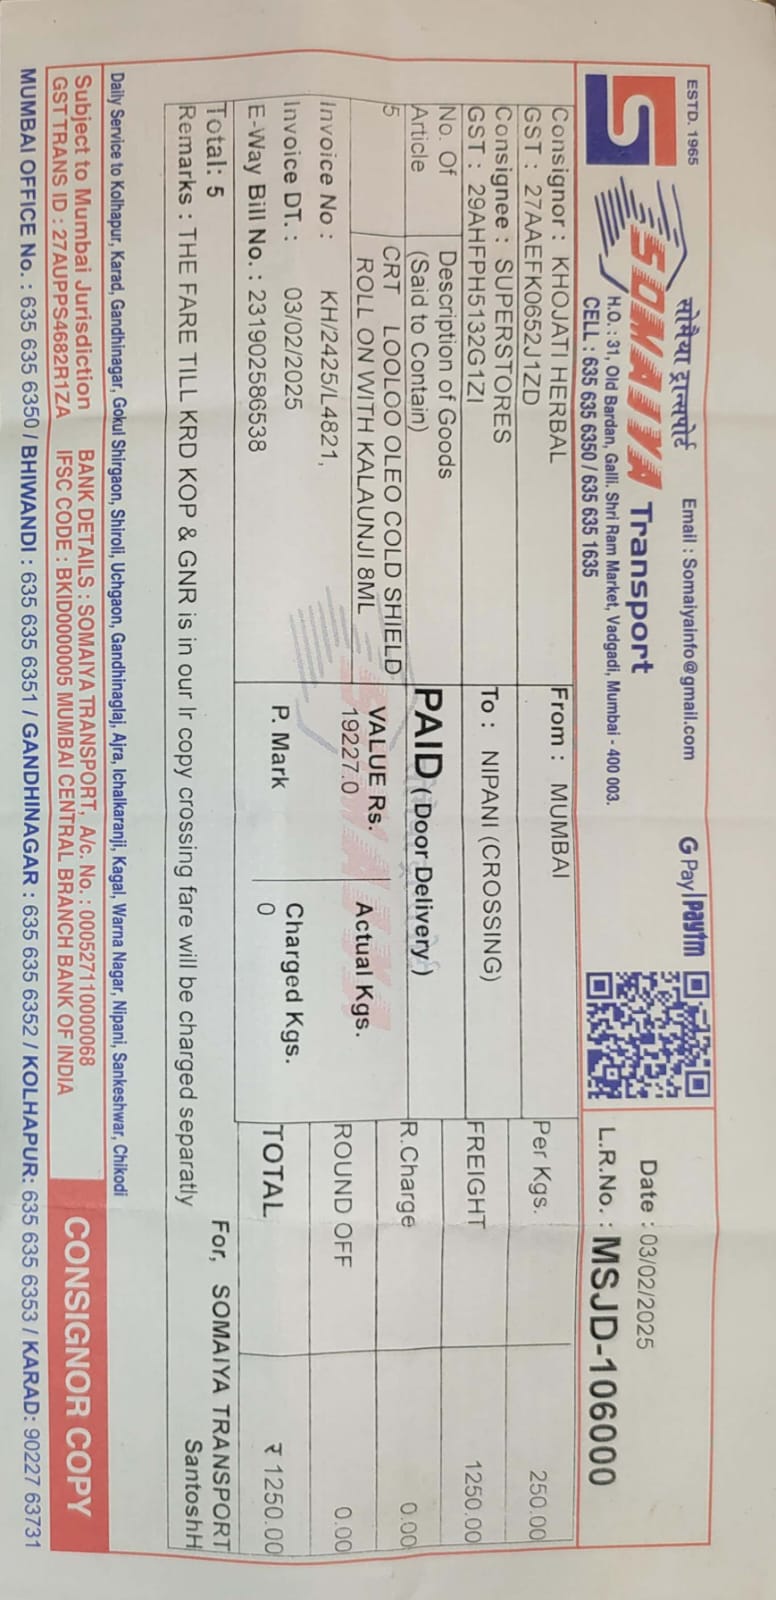 ESTD. 1965
सोमैया ट्रान्सपोर्ट
Email : Somaiyainfo@gmail.com
G Pay | Paytm
SOMAIYA Transport
H.O.: 31, Old Bardan, Galli. Shri Ram Market, Vadgadi, Mumbai - 400 003.
CELL : 635 635 6350 / 635 635 1635
Date : 03/02/2025
L.R.No. : MSJD-106000
Consignor : KHOJATI HERBAL
GST : 27AAEFK0652J1ZD
From : MUMBAI
Per Kgs. 250.00
Consignee : SUPERSTORES
GST : 29AHFPH5132G1ZI
To : NIPANI (CROSSING)
FREIGHT 1250.00
No. Of Article
Description of Goods
(Said to Contain)
PAID ( Door Delivery )
R.Charge 0.00
5
CRT LOOLOO OLEO COLD SHIELD
ROLL ON WITH KALAUNJI 8ML
VALUE Rs.
19227.0
Actual Kgs.
ROUND OFF 0.00
Invoice No : KH/2425/L4821,
Invoice DT. : 03/02/2025
E-Way Bill No. : 231902586538
P. Mark
Charged Kgs.
0
TOTAL ₹ 1250.00
Total: 5
Remarks : THE FARE TILL KRD KOP & GNR is in our lr copy crossing fare will be charged separatly
For, SOMAIYA TRANSPORT
SantoshH
Daily Service to Kolhapur, Karad, Gandhinagar, Gokul Shirgaon, Shiroli, Uchgaon, Gandhinaglaj, Ajra, Ichalkaranji, Kagal, Warna Nagar, Nipani, Sankeshwar, Chikodi
Subject to Mumbai Jurisdiction
GST TRANS ID : 27AUPPS4682R1ZA
BANK DETAILS : SOMAIYA TRANSPORT, A/c. No. : 000527110000068
IFSC CODE : BKID0000005 MUMBAI CENTRAL BRANCH BANK OF INDIA
CONSIGNOR COPY
MUMBAI OFFICE No. : 635 635 6350 / BHIWANDI : 635 635 6351 / GANDHINAGAR : 635 635 6352 / KOLHAPUR: 635 635 6353 / KARAD: 90227 63731